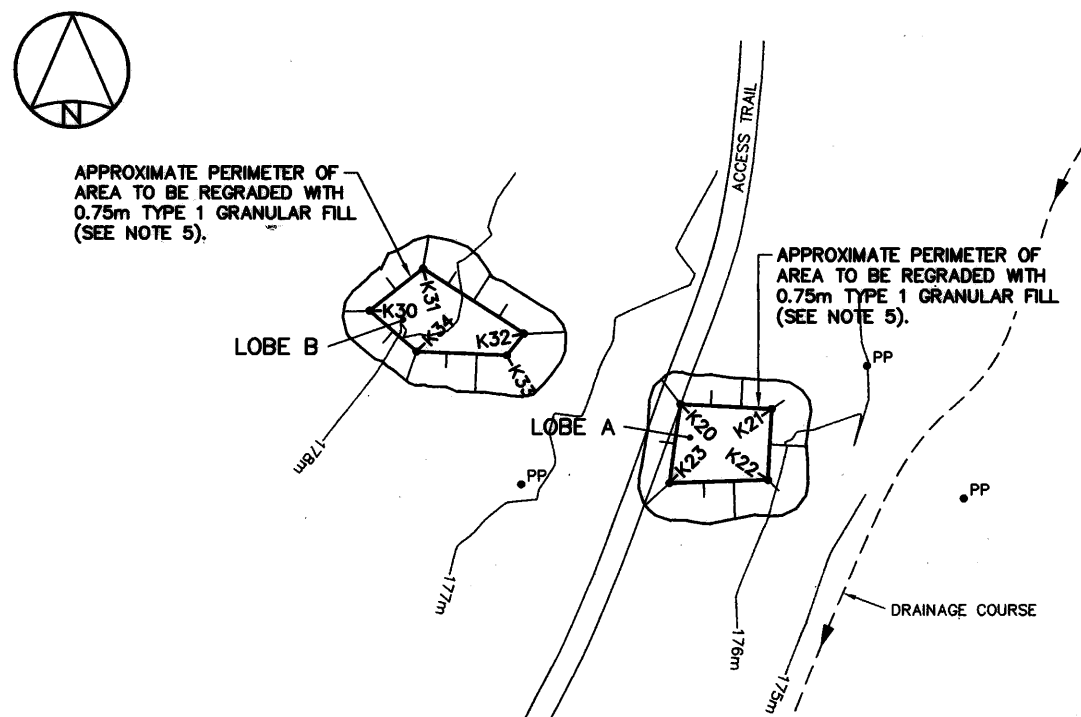 N
APPROXIMATE PERIMETER OF
AREA TO BE REGRADED WITH
0.75m TYPE 1 GRANULAR FILL
(SEE NOTE 5).
ACCESS TRAIL
APPROXIMATE PERIMETER OF
AREA TO BE REGRADED WITH
0.75m TYPE 1 GRANULAR FILL
(SEE NOTE 5).
K30
K31
K34
K32
K33
LOBE B
PP
K20
K21
LOBE A
K23
K22
178m
PP
PP
177m
176m
175m
DRAINAGE COURSE